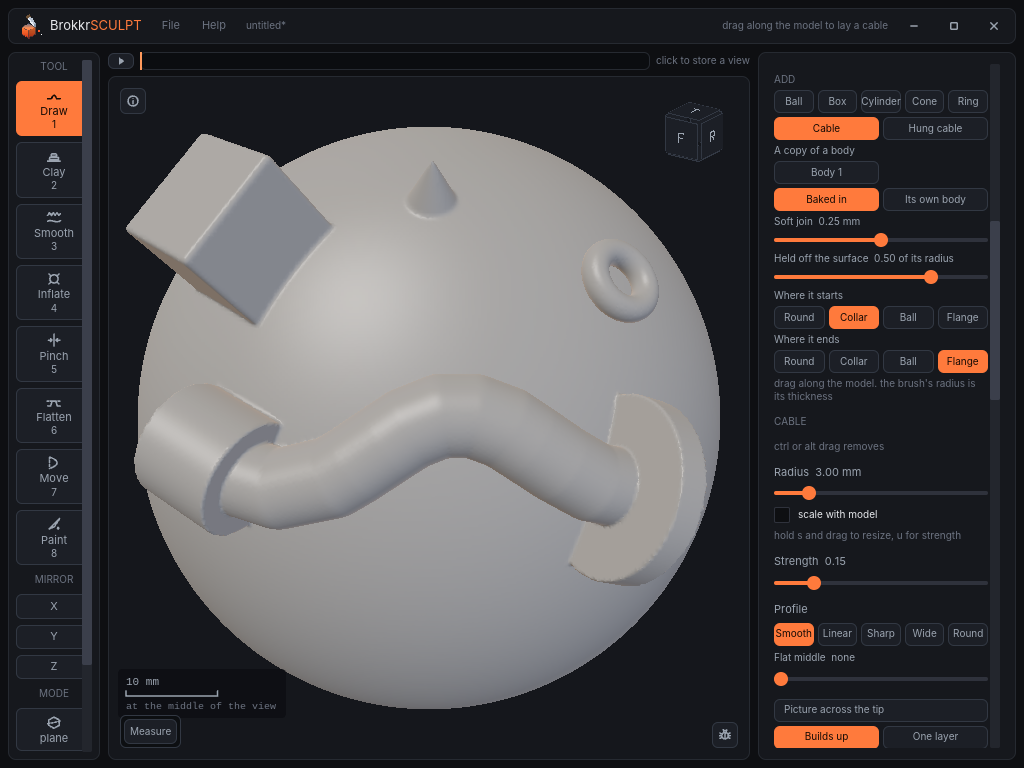 BrokkrSCULPT File Help untitled* drag along the model to lay a cable
click to store a view
TOOL
Draw
1
Clay
2
Smooth
3
Inflate
4
Pinch
5
Flatten
6
Move
7
Paint
8
MIRROR
X
Y
Z
MODE
plane
F R
10 mm
at the middle of the view
Measure
ADD
Ball Box Cylinder Cone Ring
Cable Hung cable
A copy of a body
Body 1
Baked in Its own body
Soft join 0.25 mm
Held off the surface 0.50 of its radius
Where it starts
Round Collar Ball Flange
Where it ends
Round Collar Ball Flange
drag along the model. the brush's radius is
its thickness
CABLE
ctrl or alt drag removes
Radius 3.00 mm
scale with model
hold s and drag to resize, u for strength
Strength 0.15
Profile
Smooth Linear Sharp Wide Round
Flat middle none
Picture across the tip
Builds up One layer